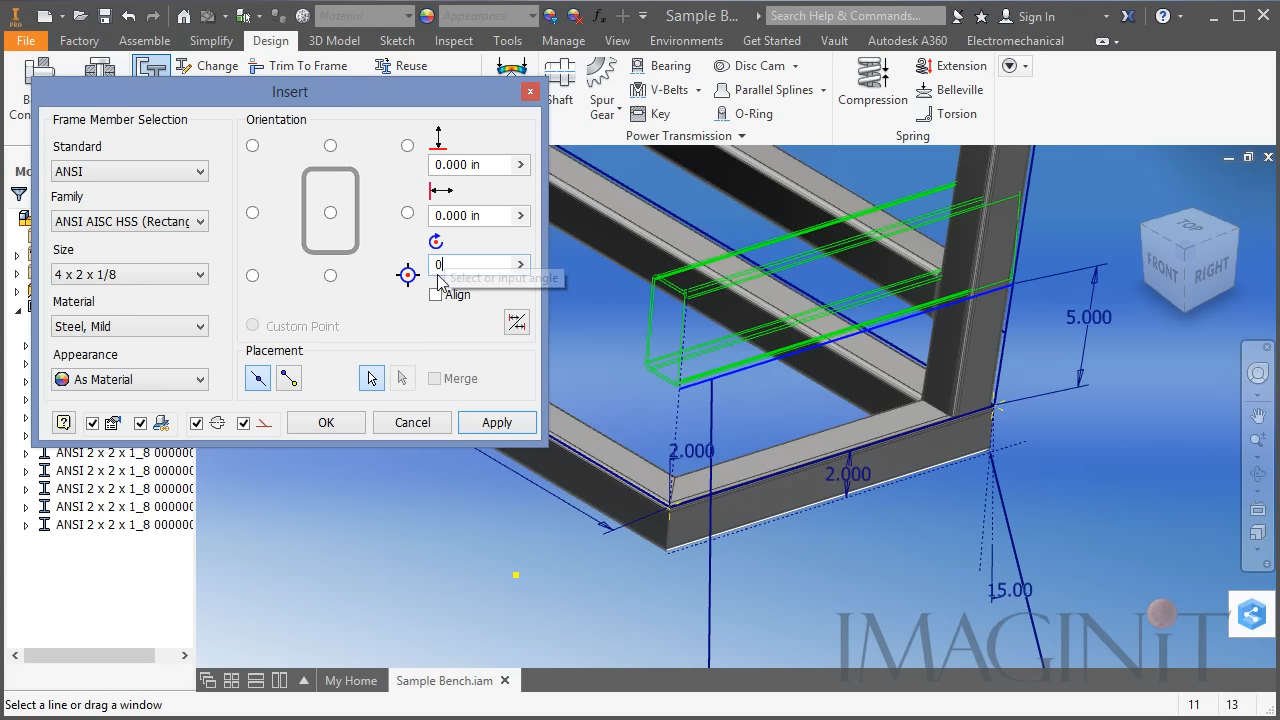 PRO
Material
Appearance
Sample B...
Search Help & Commands...
Sign In
File
Factory
Assemble
Simplify
Design
3D Model
Sketch
Inspect
Tools
Manage
View
Environments
Get Started
Vault
Autodesk A360
Electromechanical
Change
Trim To Frame
Reuse
Shaft
Spur
Gear
Bearing
V-Belts
Key
Disc Cam
Parallel Splines
O-Ring
Power Transmission
Compression
Extension
Belleville
Torsion
Spring
Insert
Frame Member Selection
Standard
ANSI
Family
ANSI AISC HSS (Rectang
Size
4 x 2 x 1/8
Material
Steel, Mild
Appearance
As Material
Orientation
0.000 in
0.000 in
0
Select or input angle
Align
Custom Point
Placement
Merge
OK
Cancel
Apply
ANSI 2 x 2 x 1_8 000000
ANSI 2 x 2 x 1_8 000000
ANSI 2 x 2 x 1_8 000000
ANSI 2 x 2 x 1_8 000000
ANSI 2 x 2 x 1_8 000000
TOP
FRONT
RIGHT
5.000
2.000
2.000
15.00
IMAGINiT
My Home
Sample Bench.iam
Select a line or drag a window
11
13